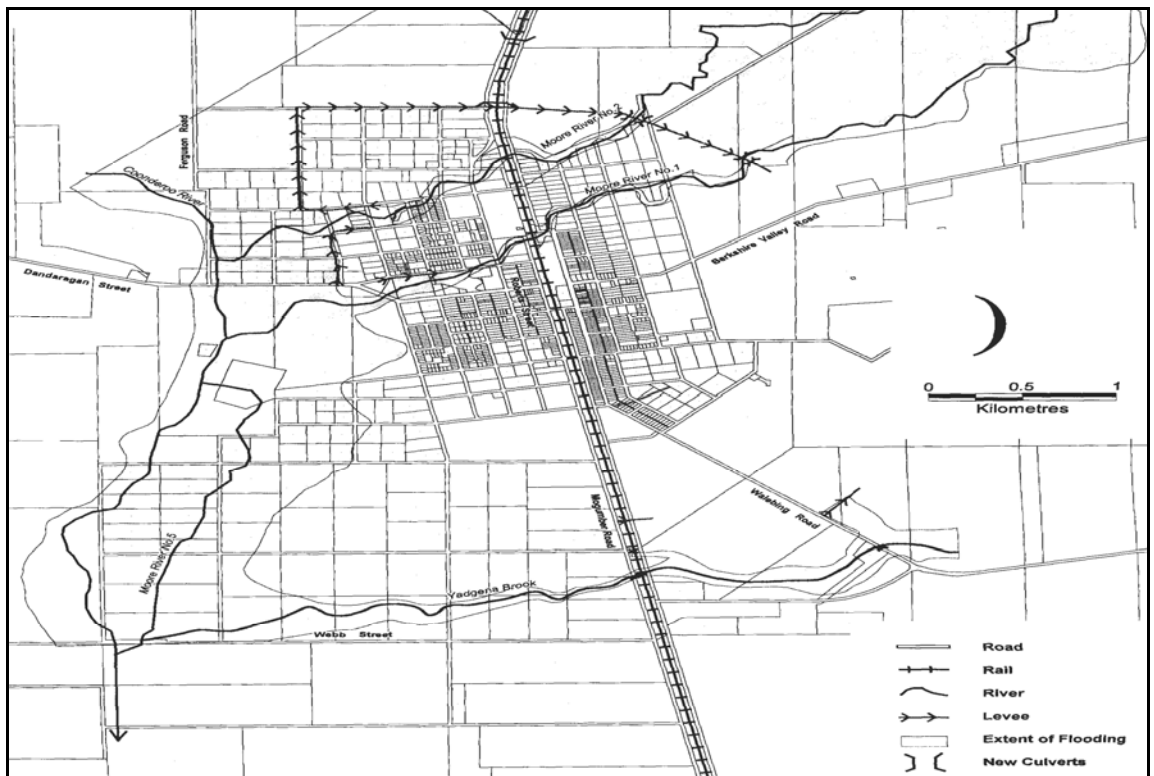 Moore River No.2
Ferguson Road
Coonderoo River
Moore River No.1
Berkshire Valley Road
Dandaragan Street
Roberts Street
0 0.5 1
Kilometres
Walebing Road
Mogumber Road
Moore River No.5
Yadgena Brook
Webb Street
Road
Rail
River
Levee
Extent of Flooding
New Culverts